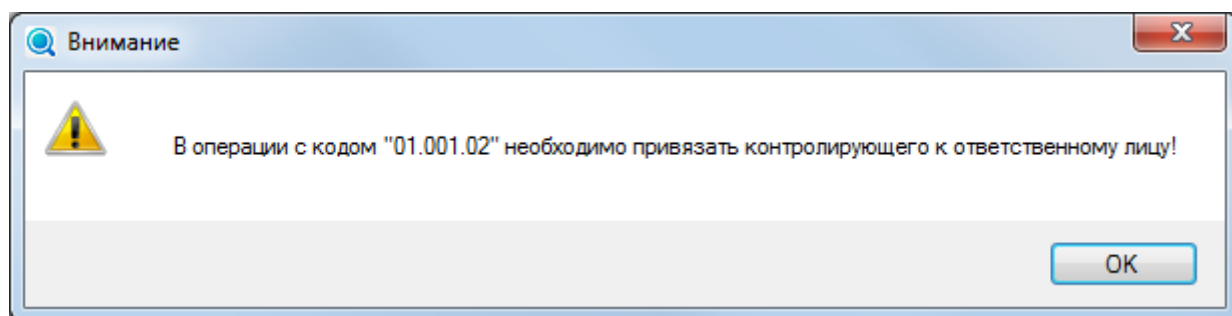 Внимание
В операции с кодом "01.001.02" необходимо привязать контролирующего к ответственному лицу!
OK